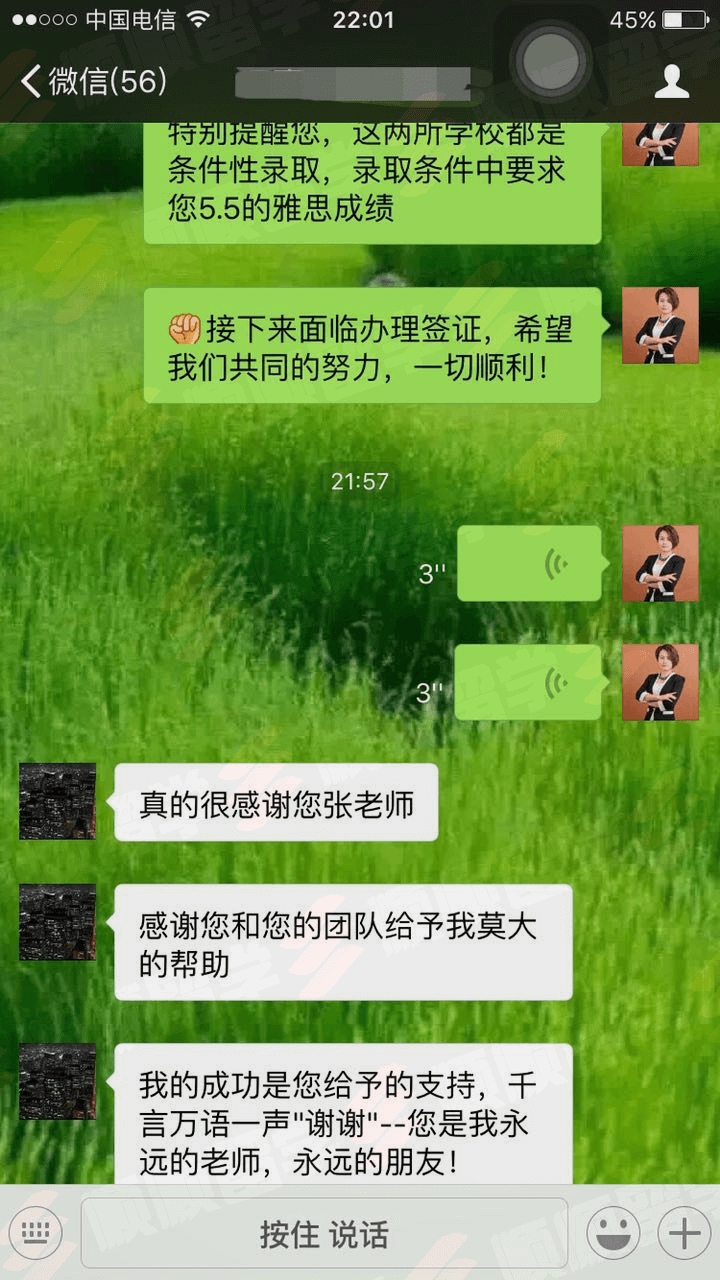 中国电信
22:01
45%
微信(56)
特别提醒您，这两所学校都是
条件性录取，录取条件中要求
您5.5的雅思成绩
✊接下来面临办理签证，希望
我们共同的努力，一切顺利！
21:57
3''
3''
真的很感谢您张老师
感谢您和您的团队给予我莫大
的帮助
我的成功是您给予的支持，千
言万语一声"谢谢"--您是我永
远的老师，永远的朋友！
按住 说话
顺顺留学